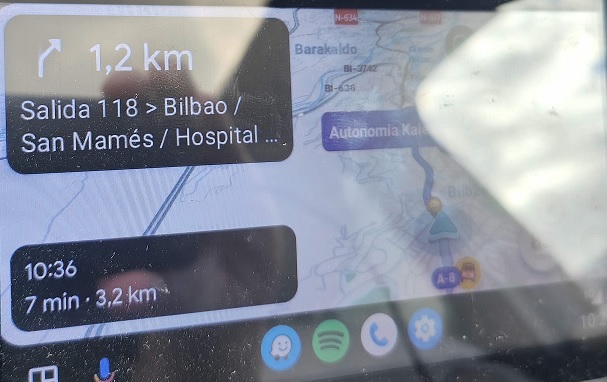 1,2 km
Salida 118 > Bilbao /
San Mamés / Hospital ...
10:36
7 min · 3,2 km
N-634
Barakaldo
BI-3742
BI-636
Autonomia
A-8